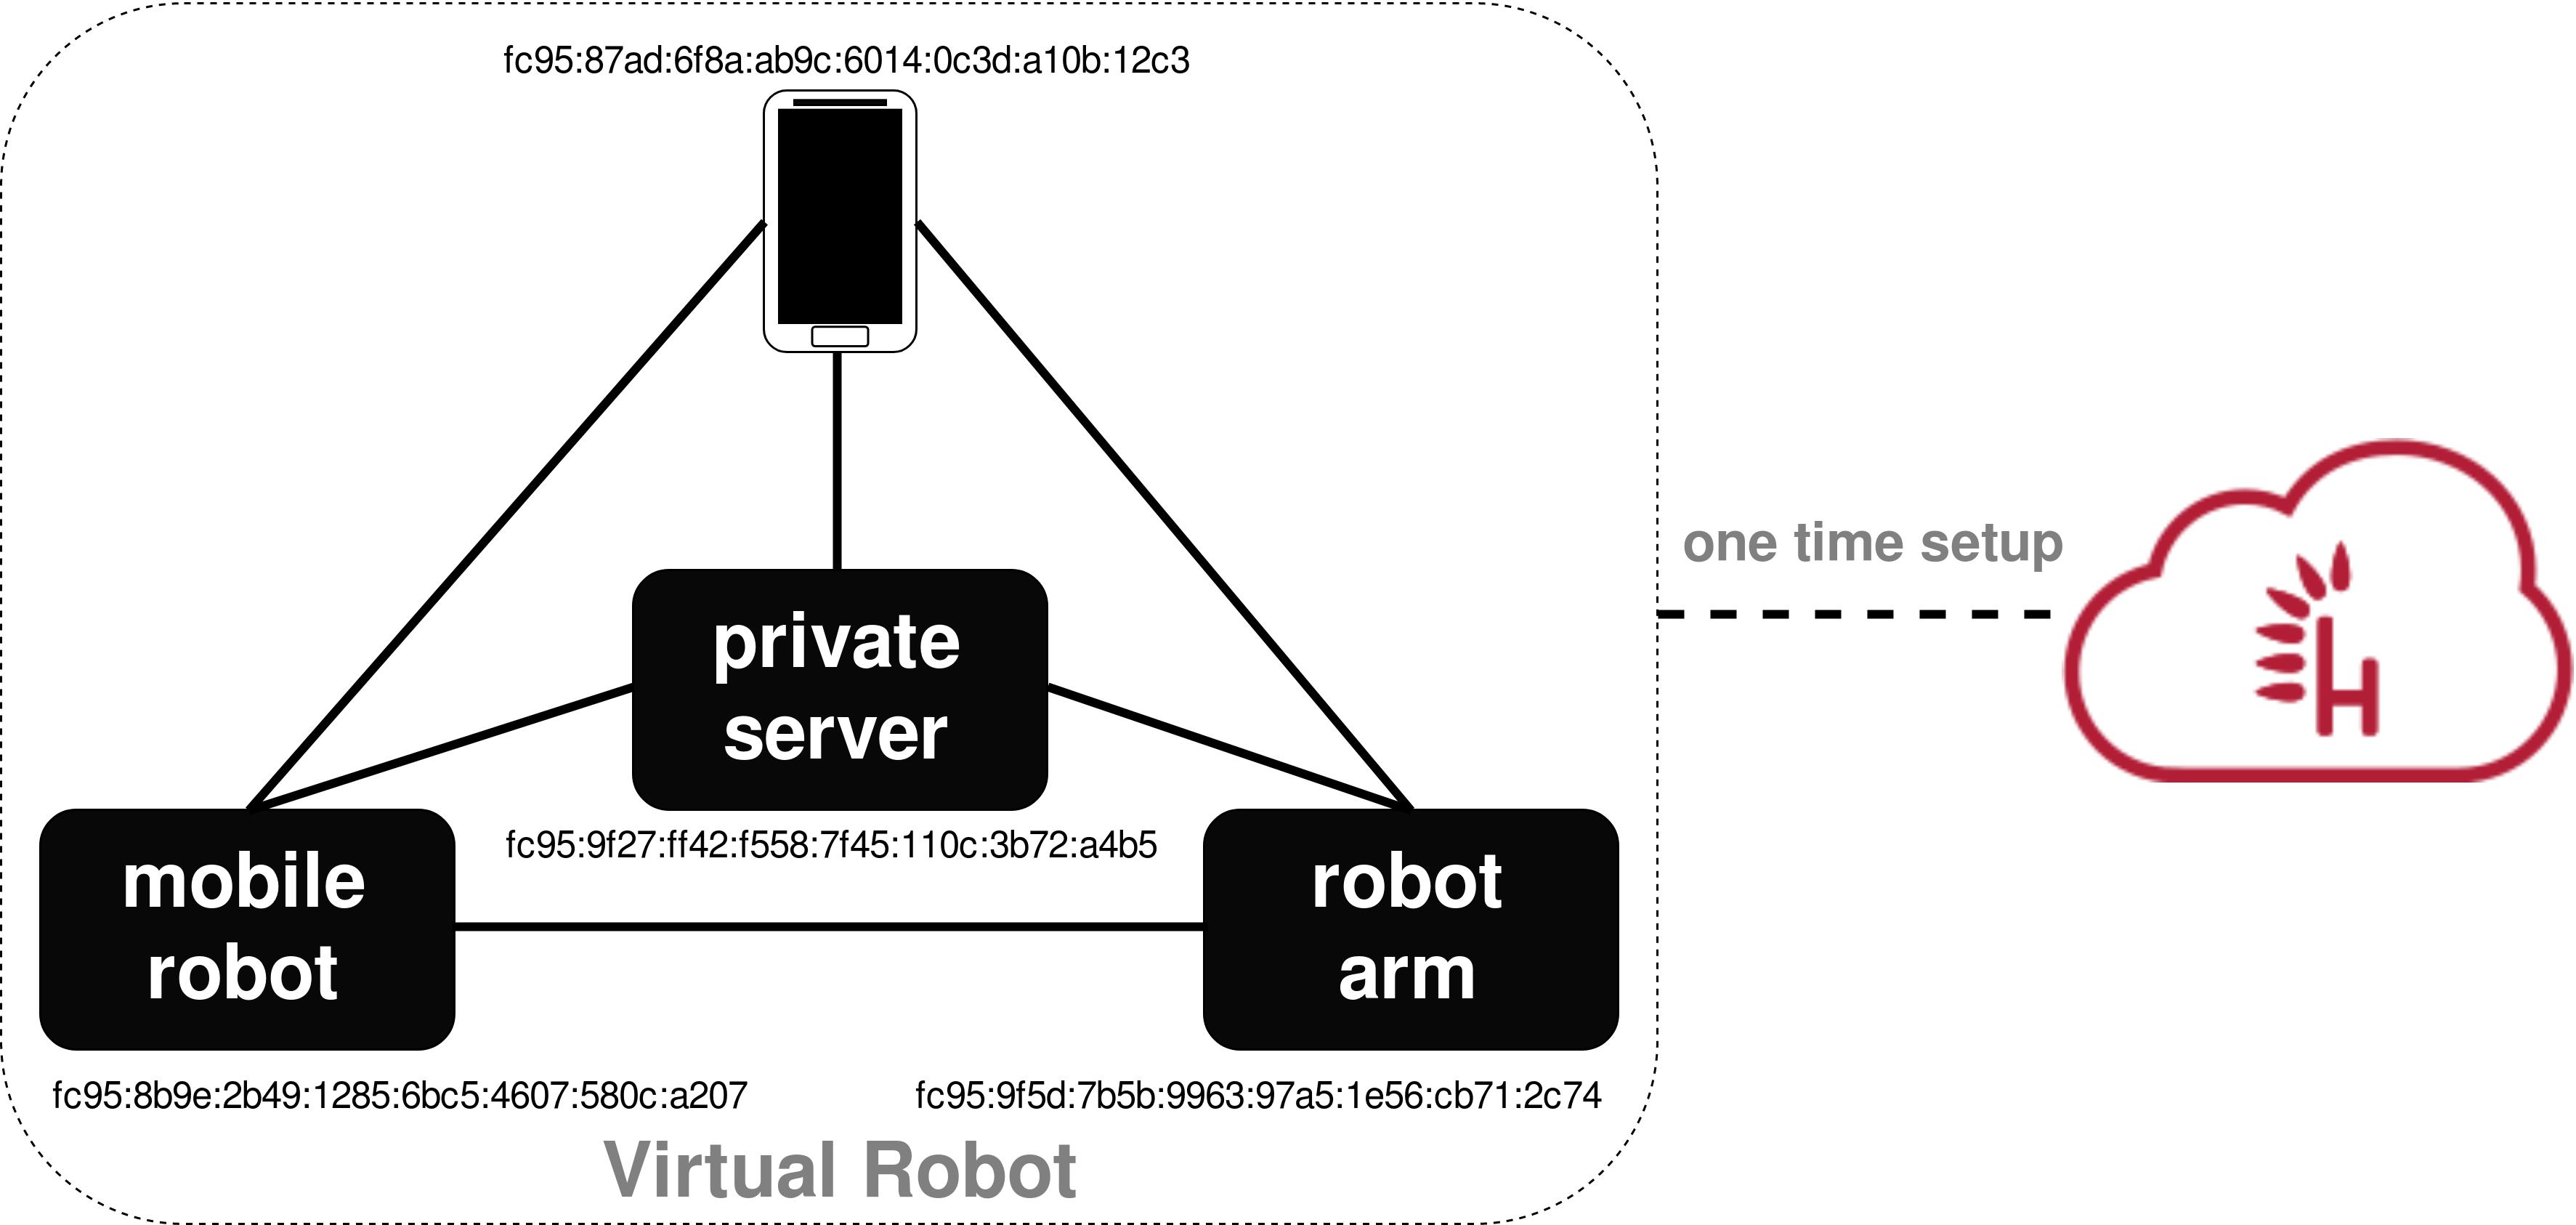 fc95:87ad:6f8a:ab9c:6014:0c3d:a10b:12c3
one time setup
H
private
server
fc95:9f27:ff42:f558:7f45:110c:3b72:a4b5
mobile
robot
robot
arm
fc95:8b9e:2b49:1285:6bc5:4607:580c:a207
fc95:9f5d:7b5b:9963:97a5:1e56:cb71:2c74
Virtual Robot